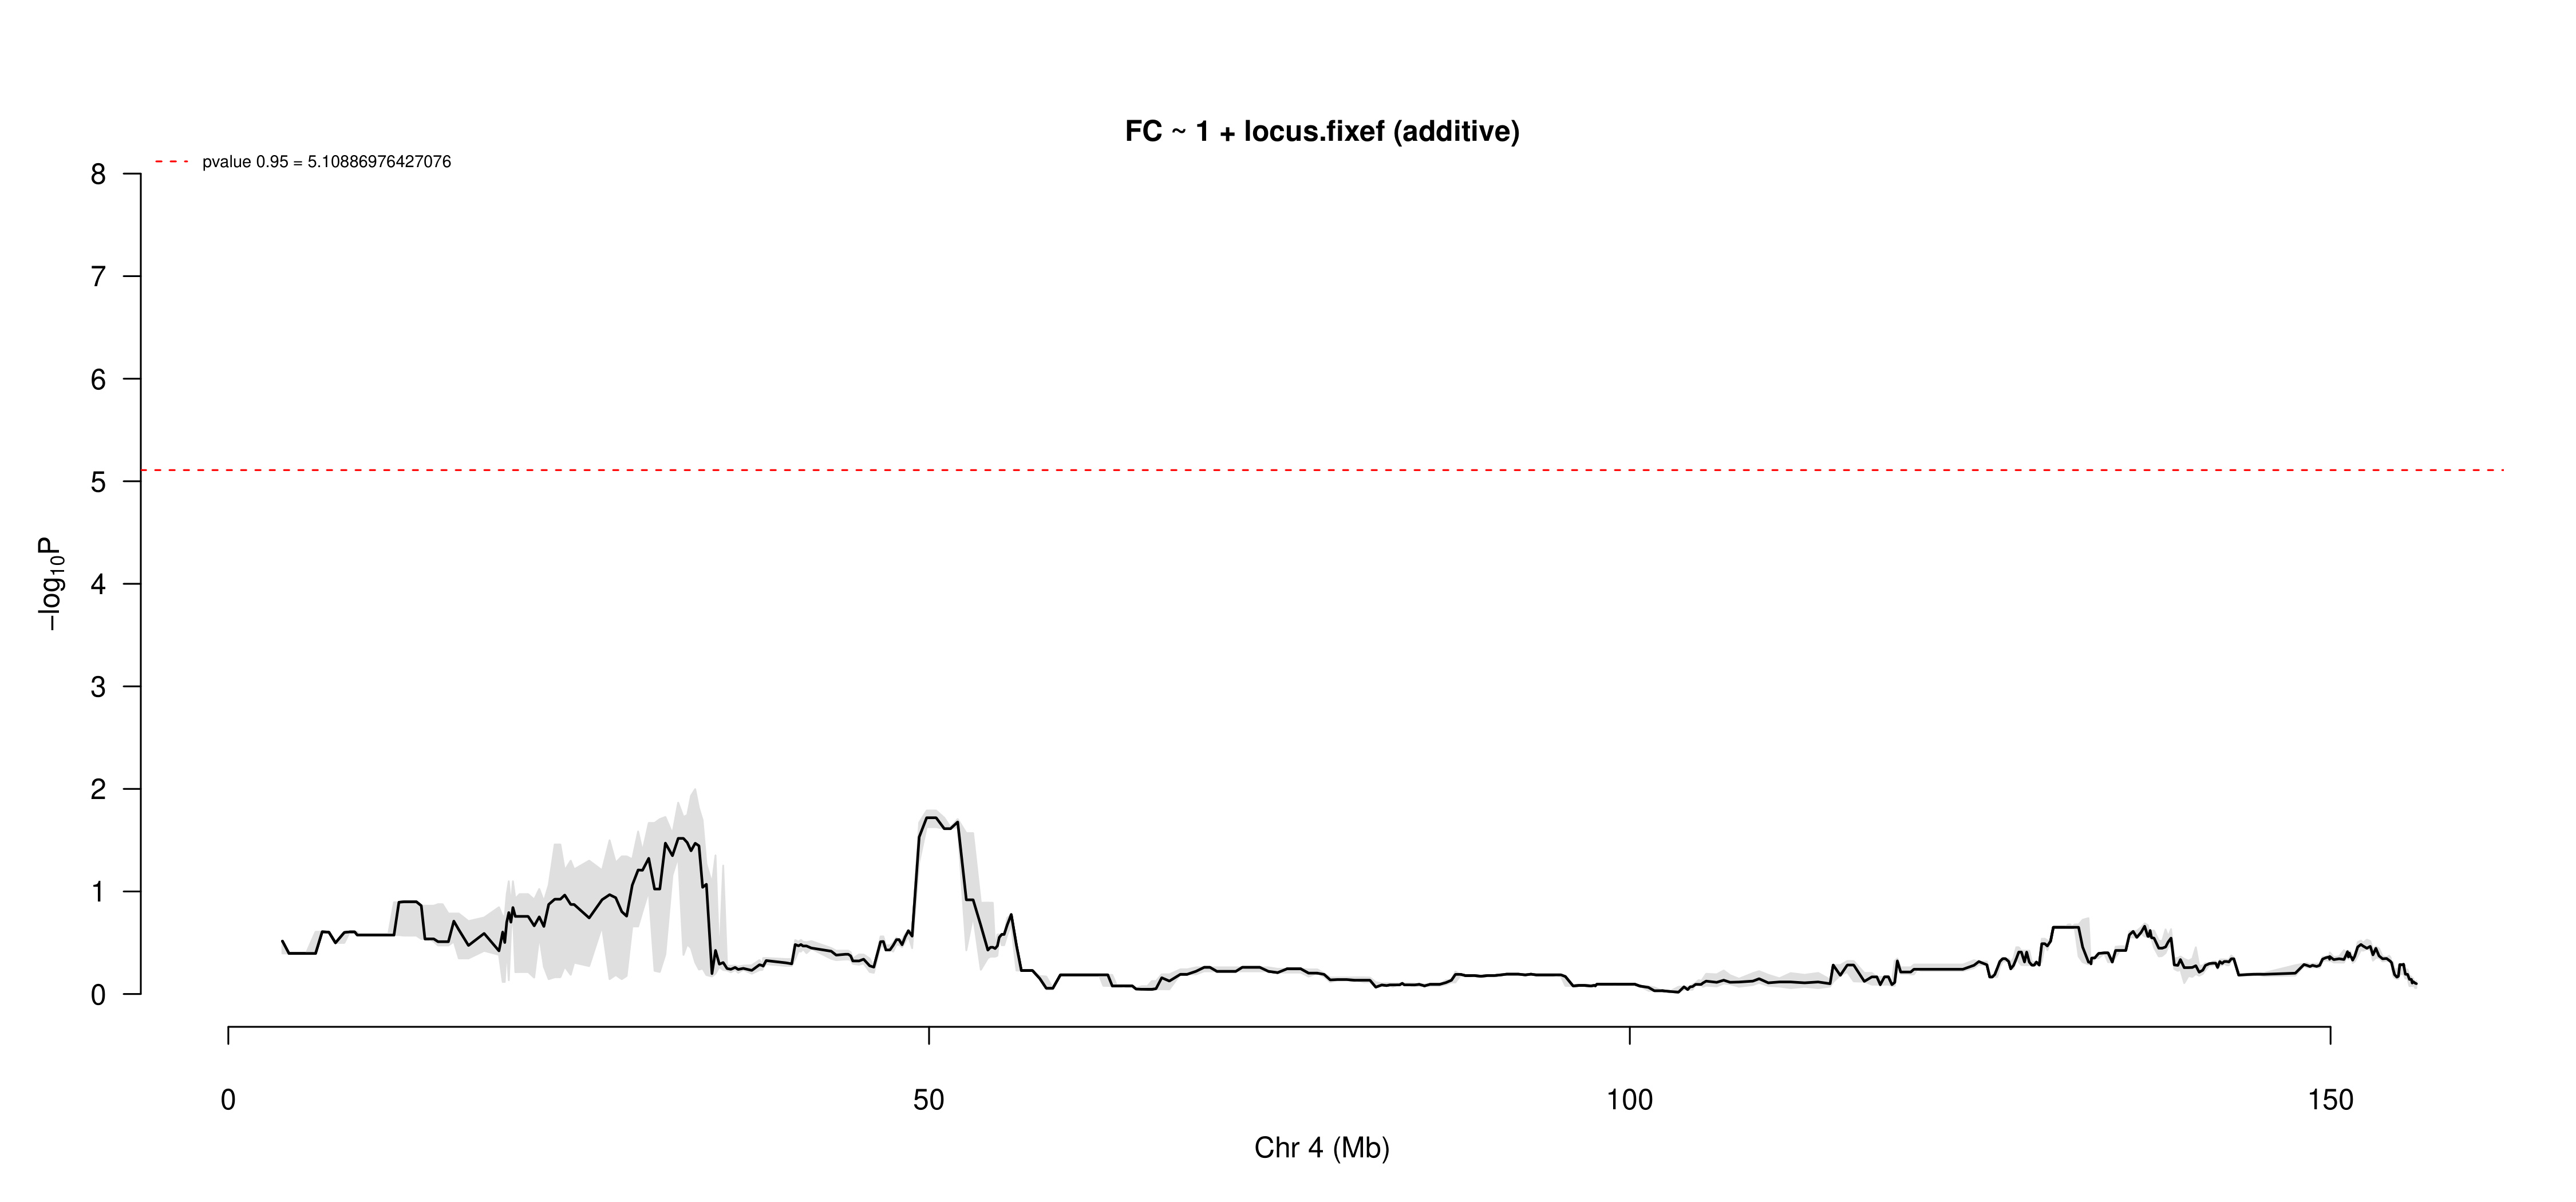 FC ~ 1 + locus.fixef (additive)
pvalue 0.95 = 5.10886976427076
8
7
6
5
4
3
2
1
0
−log10P
0 50 100 150
Chr 4 (Mb)